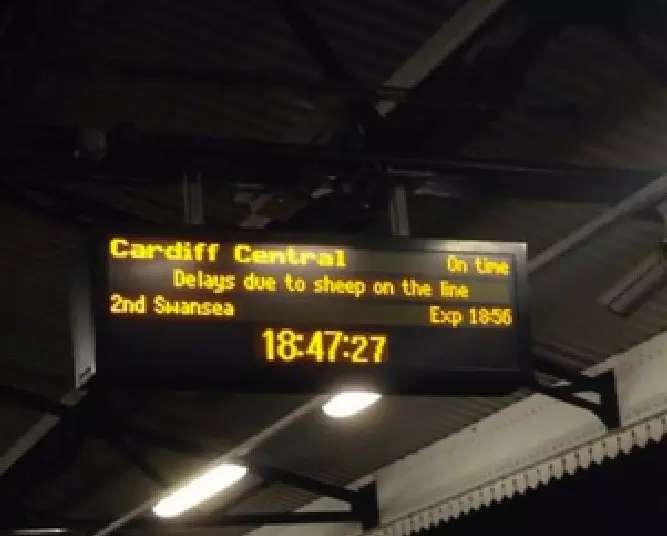 Cardiff Central On time
Delays due to sheep on the line
2nd Swansea Exp 18:56
18:47:27